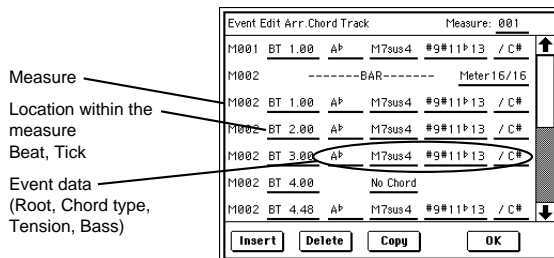 Event Edit Arr.Chord Track Measure: 001
M001 BT 1.00 A♭ M7sus4 #9#11♭13 / C#
M002 --------BAR------- Meter16/16
M002 BT 1.00 A♭ M7sus4 #9#11♭13 / C#
M002 BT 2.00 A♭ M7sus4 #9#11♭13 / C#
M002 BT 3.00 A♭ M7sus4 #9#11♭13 / C#
M002 BT 4.00 No Chord
M002 BT 4.48 A♭ M7sus4 #9#11♭13 / C#
Insert Delete Copy OK
Measure
Location within the
measure
Beat, Tick
Event data
(Root, Chord type,
Tension, Bass)